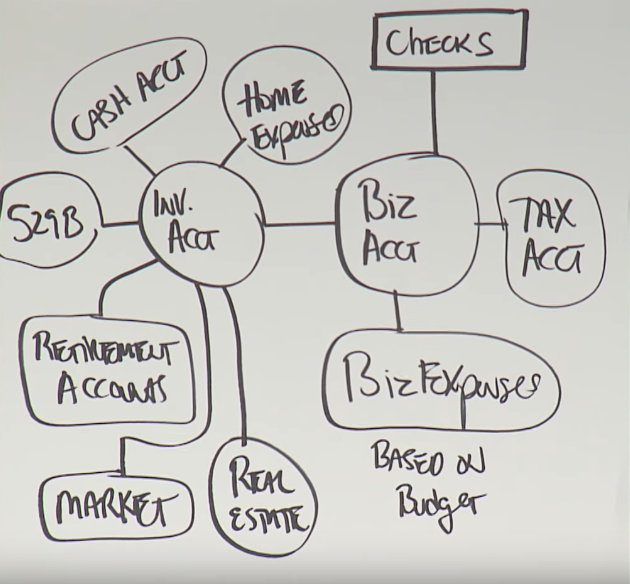 CHECKS
CASH ACCT
HOME
Expenses
529B
INV.
ACCT
Biz
ACCT
TAX
ACCT
RETIREMENT
ACCOUNTS
Biz Expenses
BASED ON
Budget
MARKET
REAL
ESTATE